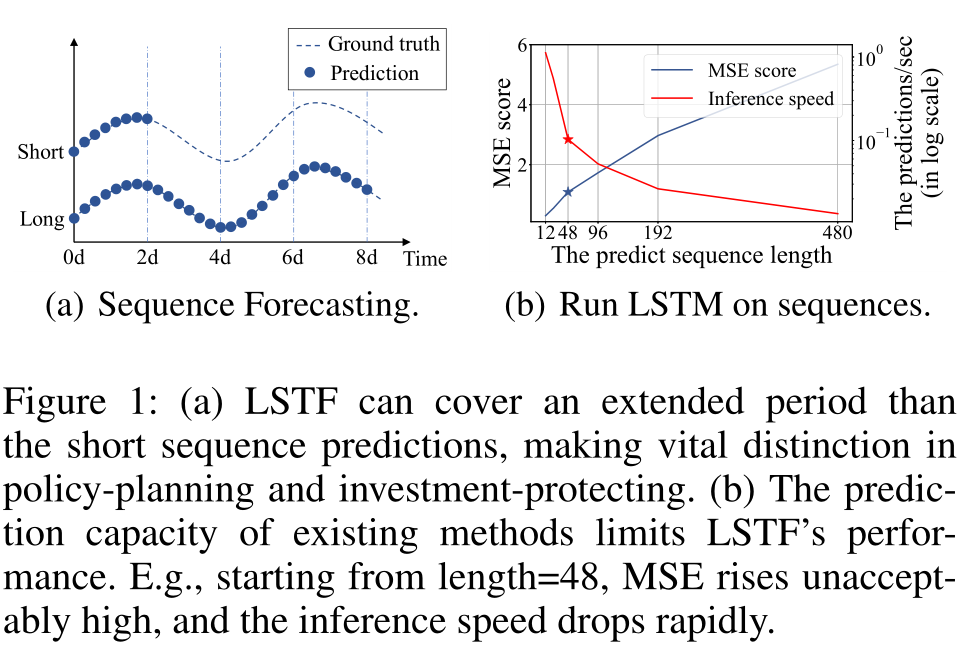 Ground truth
Prediction
Short
Long
0d 2d 4d 6d 8d Time
(a) Sequence Forecasting.
MSE score
Inference speed
6
4
2
MSE score
10⁰
10⁻¹
The predictions/sec
(in log scale)
12 48 96 192 480
The predict sequence length
(b) Run LSTM on sequences.
Figure 1: (a) LSTF can cover an extended period than
the short sequence predictions, making vital distinction in
policy-planning and investment-protecting. (b) The predic-
tion capacity of existing methods limits LSTF's perfor-
mance. E.g., starting from length=48, MSE rises unaccept-
ably high, and the inference speed drops rapidly.